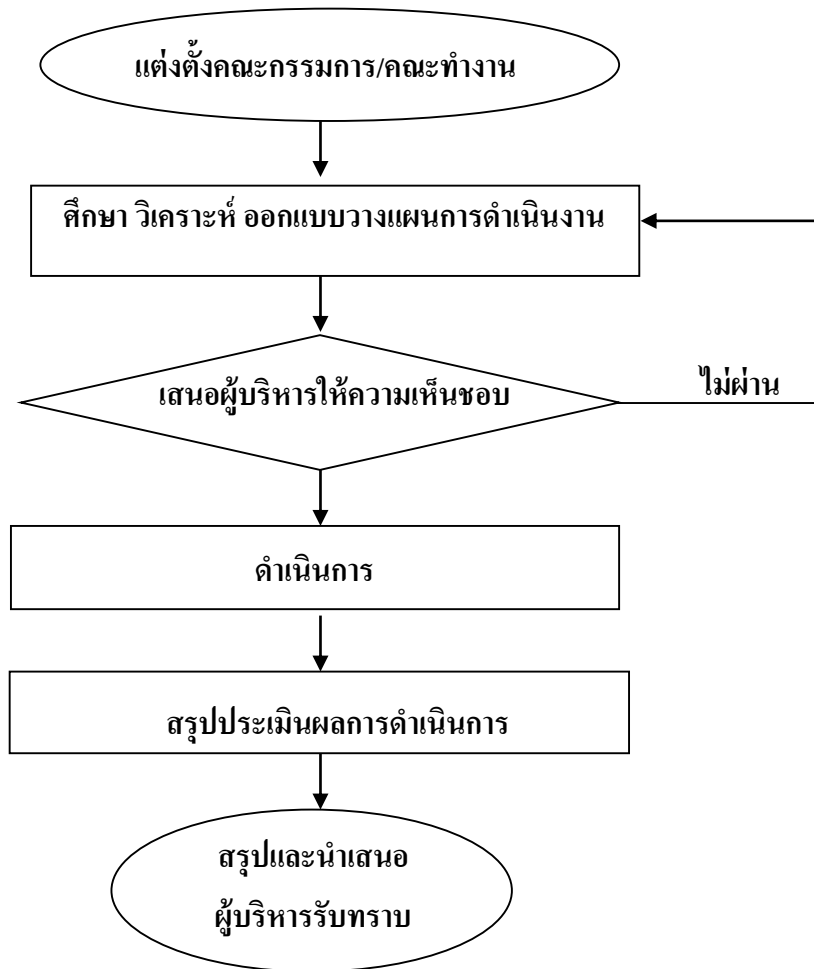 แต่งตั้งคณะกรรมการ/คณะทำงาน
ศึกษา วิเคราะห์ ออกแบบวางแผนการดำเนินงาน
เสนอผู้บริหารให้ความเห็นชอบ
ไม่ผ่าน
ดำเนินการ
สรุปประเมินผลการดำเนินการ
สรุปและนำเสนอ
ผู้บริหารรับทราบ